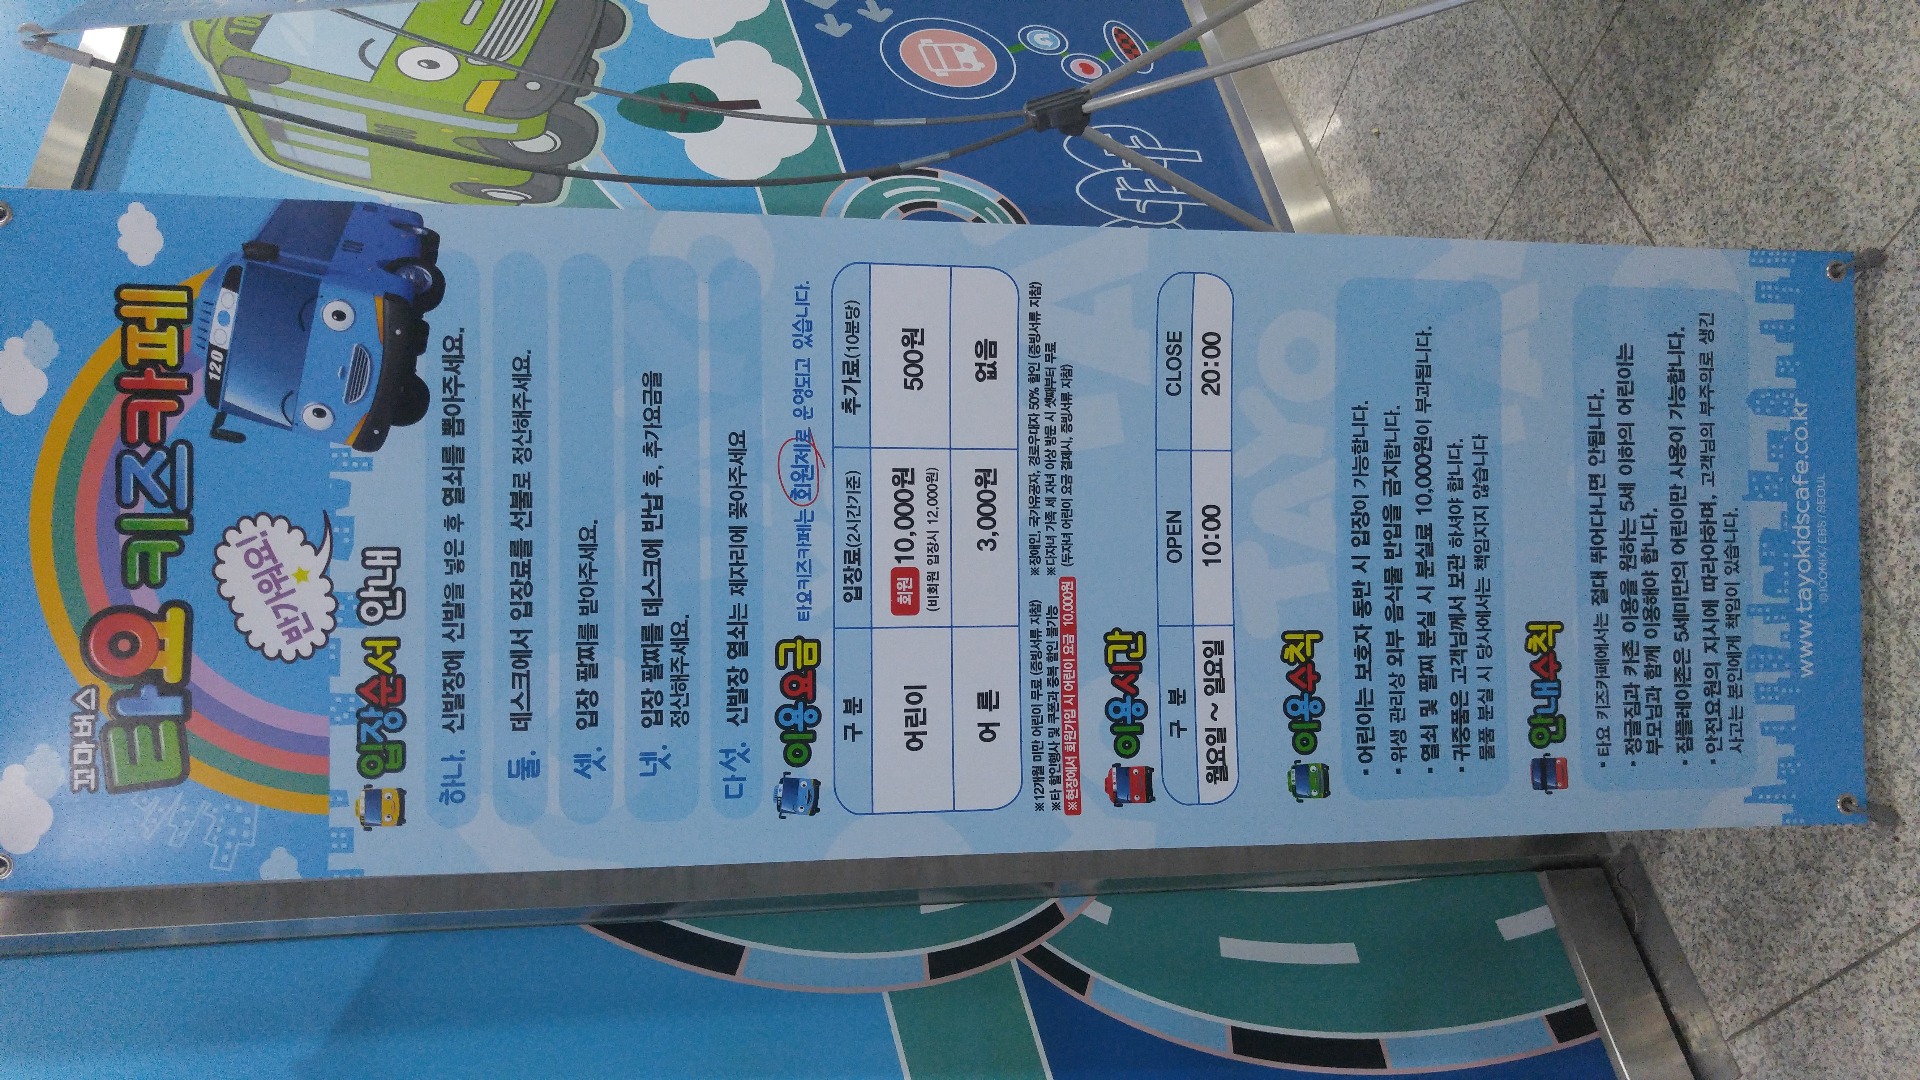 꼬마버스
타요 키즈카페
반가워요!
120
입장순서 안내
하나. 신발장에 신발을 넣은 후 열쇠를 뽑아주세요.
둘. 데스크에서 입장료를 선불로 정산해주세요.
셋. 입장 팔찌를 받아주세요.
넷. 입장 팔찌를 데스크에 반납 후, 추가요금을
정산해주세요.
다섯. 신발장 열쇠는 제자리에 꽂아주세요
이용요금 타요키즈카페는 회원제로 운영되고 있습니다.
구 분 입장료(2시간기준) 추가료(10분당)
어린이 회원 10,000원 500원
(비회원 입장시 12,000원)
어 른 3,000원 없음
※12개월 미만 어린이 무료 (증빙서류 지참)
※타 할인행사 및 쿠폰과 중복 할인 불가능
※현장에서 회원가입 시 어린이 요금 10,000원
※장애인, 국가유공자, 경로우대자 50% 할인 (증빙서류 지참)
※다자녀 가족 세 자녀 이상 방문 시 셋째부터 무료
(두자녀 어린이 요금 결제시, 증빙서류 지참)
이용시간
구 분 OPEN CLOSE
월요일 ~ 일요일 10:00 20:00
이용수칙
· 어린이는 보호자 동반 시 입장이 가능합니다.
· 위생 관리상 외부 음식물 반입을 금지합니다.
· 열쇠 및 팔찌 분실 시 분실료 10,000원이 부과됩니다.
· 귀중품은 고객님께서 보관 하셔야 합니다.
물품 분실 시 당사에서는 책임지지 않습니다
안내수칙
· 타요 키즈카페에서는 절대 뛰어다니면 안됩니다.
· 정글짐과 카존 이용을 원하는 5세 이하의 어린이는
부모님과 함께 이용해야 합니다.
· 짐플레이존은 5세미만의 어린이만 사용이 가능합니다.
· 안전요원의 지시에 따라야하며, 고객님의 부주의로 생긴
사고는 본인에게 책임이 있습니다.
www.tayokidscafe.co.kr
©ICONIX/EBS/SEOUL
TAYO